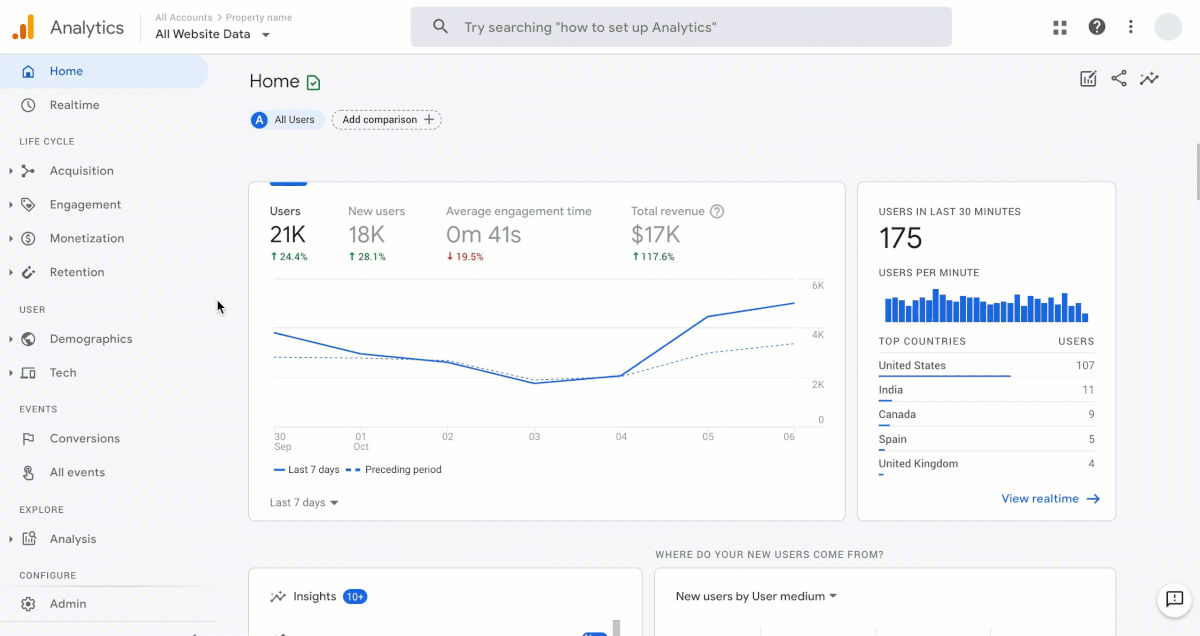 Analytics
All Accounts > Property name
All Website Data
Try searching "how to set up Analytics"
Home
Realtime
LIFE CYCLE
Acquisition
Engagement
Monetization
Retention
USER
Demographics
Tech
EVENTS
Conversions
All events
EXPLORE
Analysis
CONFIGURE
Admin
Home
A All Users
Add comparison +
Users
21K
↑ 24.4%
New users
18K
↑ 28.1%
Average engagement time
0m 41s
↓ 19.5%
Total revenue
$17K
↑ 117.6%
6K
4K
2K
0
30 Sep
01 Oct
02
03
04
05
06
Last 7 days
Preceding period
Last 7 days
USERS IN LAST 30 MINUTES
175
USERS PER MINUTE
TOP COUNTRIES USERS
United States 107
India 11
Canada 9
Spain 5
United Kingdom 4
View realtime →
WHERE DO YOUR NEW USERS COME FROM?
Insights 10+
New users by User medium